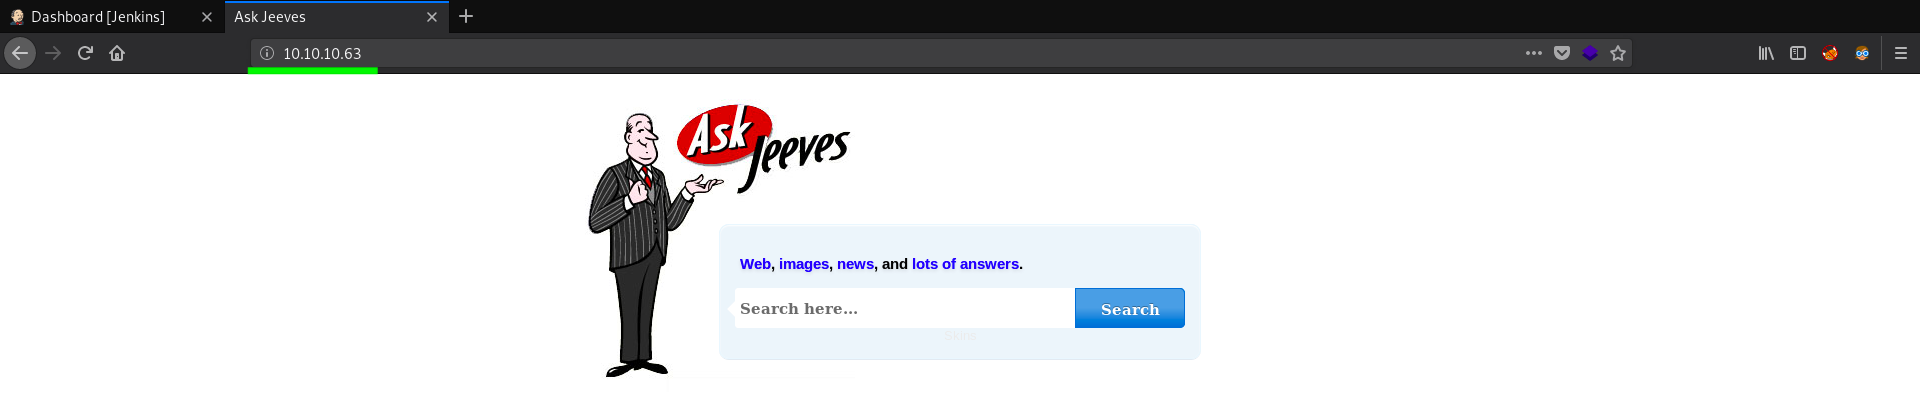 Dashboard [Jenkins]
Ask Jeeves
10.10.10.63
Ask Jeeves
Web, images, news, and lots of answers.
Search here...
Search
Skins